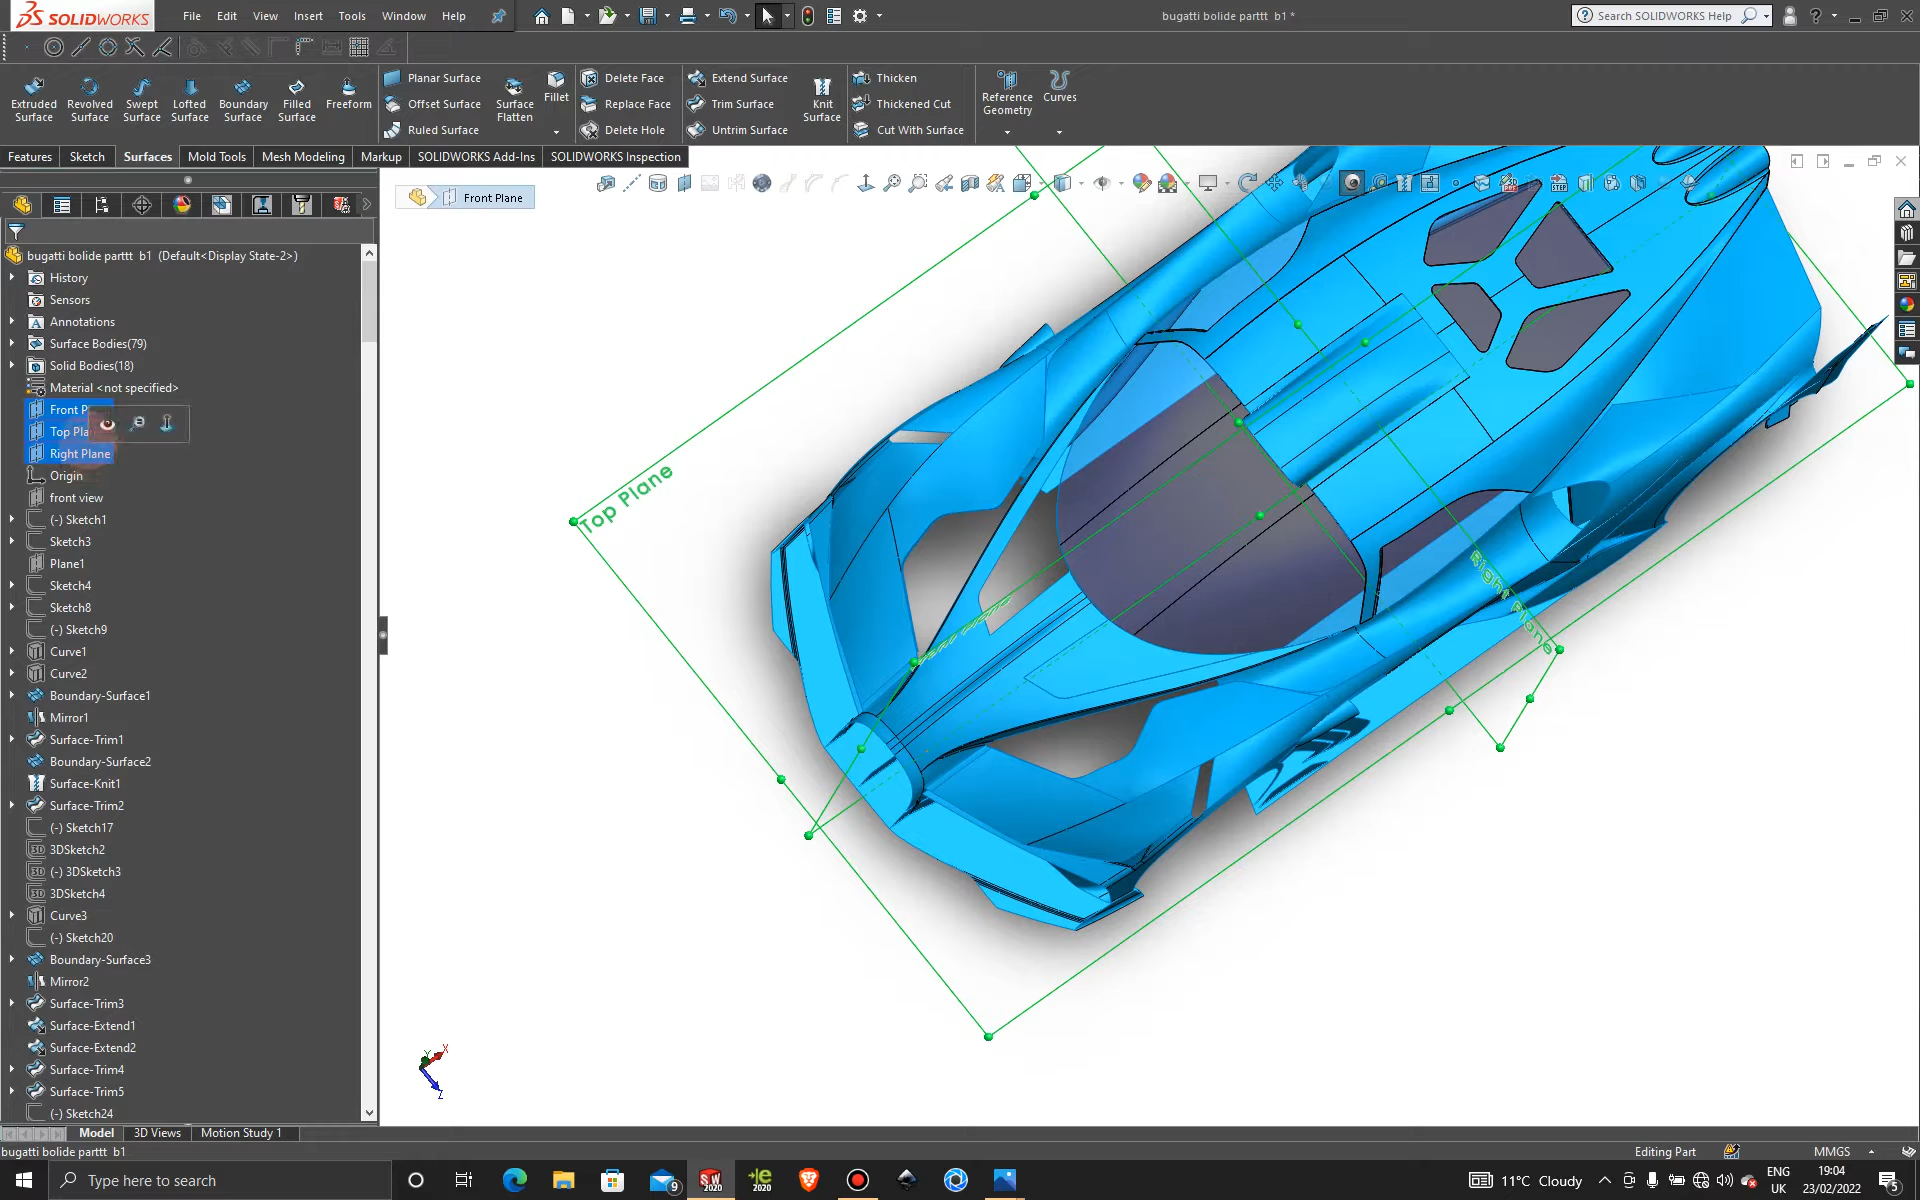 SOLIDWORKS
File Edit View Insert Tools Window Help
bugatti bolide parttt b1 *
Search SOLIDWORKS Help
Extruded Surface
Revolved Surface
Swept Surface
Lofted Surface
Boundary Surface
Filled Surface
Freeform
Planar Surface
Offset Surface
Ruled Surface
Surface Flatten
Fillet
Delete Face
Replace Face
Delete Hole
Extend Surface
Trim Surface
Untrim Surface
Knit Surface
Thicken
Thickened Cut
Cut With Surface
Reference Geometry
Curves
Features Sketch Surfaces Mold Tools Mesh Modeling Markup SOLIDWORKS Add-Ins SOLIDWORKS Inspection
Front Plane
bugatti bolide parttt b1 (Default<Display State-2>)
History
Sensors
Annotations
Surface Bodies(79)
Solid Bodies(18)
Material <not specified>
Front P
Top Pla
Right Plane
Origin
front view
(-) Sketch1
Sketch3
Plane1
Sketch4
Sketch8
(-) Sketch9
Curve1
Curve2
Boundary-Surface1
Mirror1
Surface-Trim1
Boundary-Surface2
Surface-Knit1
Surface-Trim2
(-) Sketch17
3DSketch2
(-) 3DSketch3
3DSketch4
Curve3
(-) Sketch20
Boundary-Surface3
Mirror2
Surface-Trim3
Surface-Extend1
Surface-Extend2
Surface-Trim4
Surface-Trim5
(-) Sketch24
Top Plane
Right Plane
X
Y
Z
Model 3D Views Motion Study 1
bugatti bolide parttt b1
Editing Part
MMGS
Type here to search
9
SW 2020
e 2020
11°C Cloudy
ENG
UK
19:04
23/02/2022
5